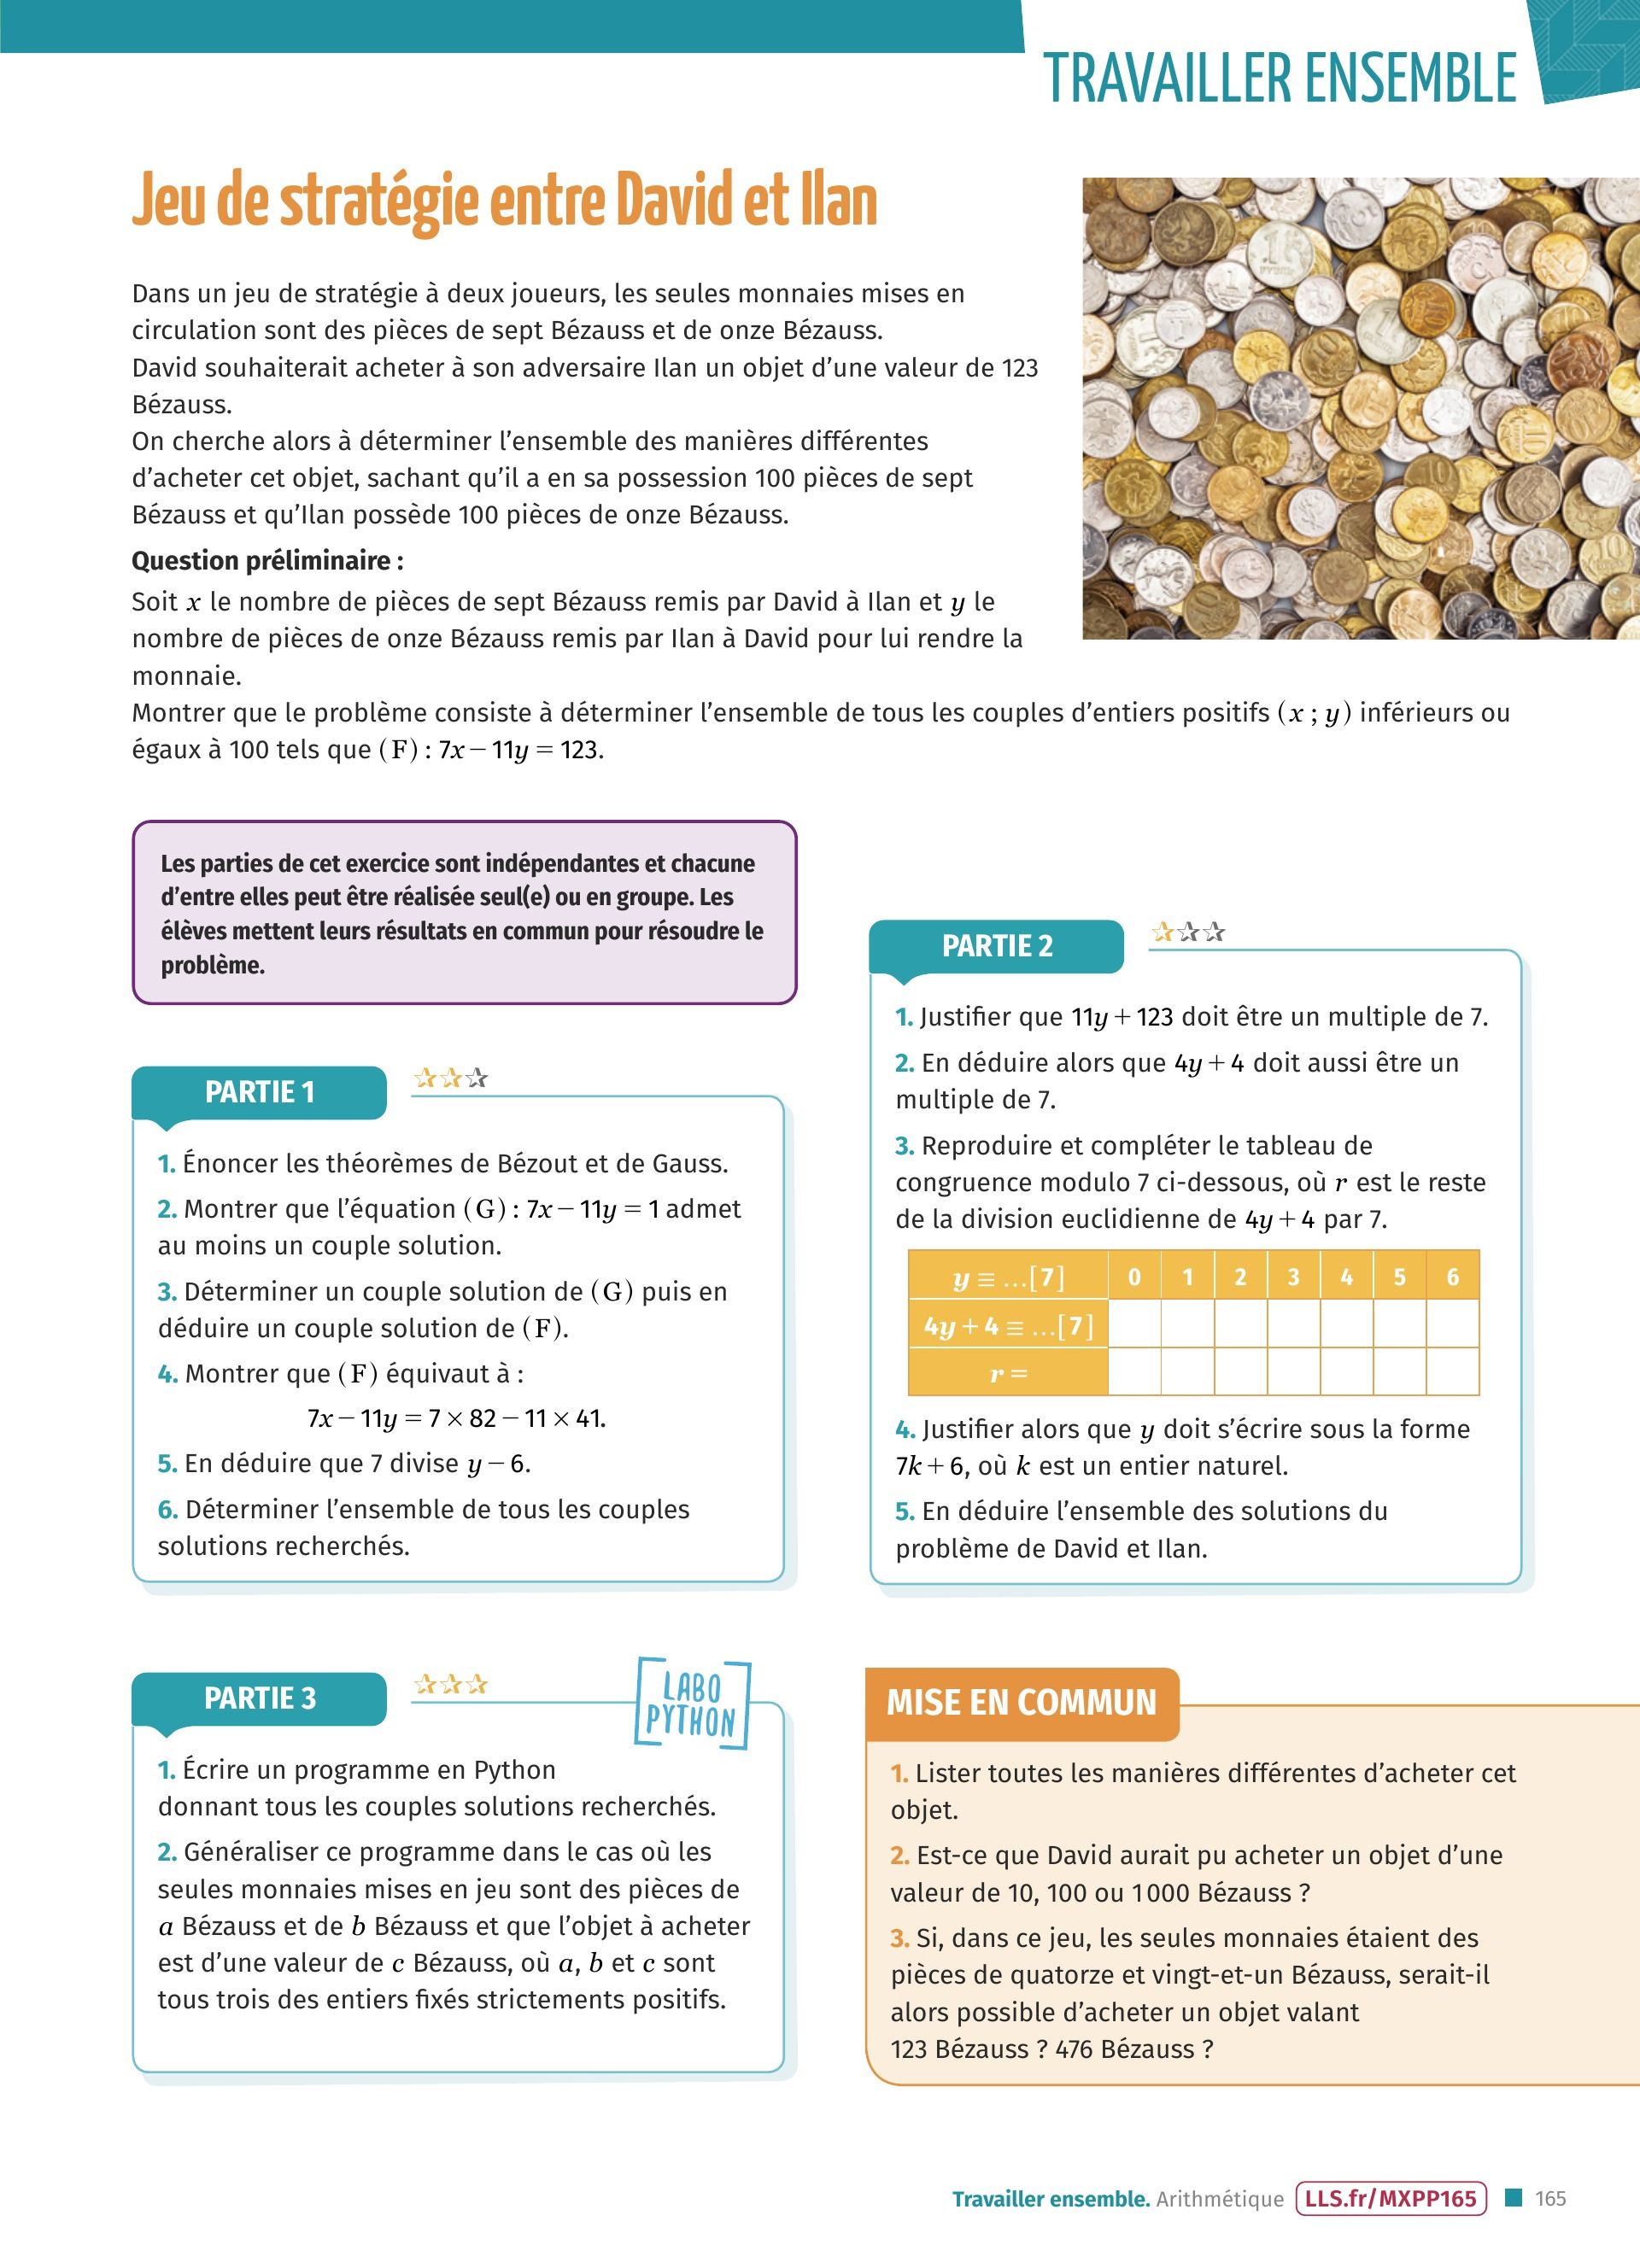 TRAVAILLER ENSEMBLE
Jeu de stratégie entre David et Ilan
Dans un jeu de stratégie à deux joueurs, les seules monnaies mises en
circulation sont des pièces de sept Bézauss et de onze Bézauss.
David souhaiterait acheter à son adversaire Ilan un objet d’une valeur de 123
Bézauss.
On cherche alors à déterminer l’ensemble des manières différentes
d’acheter cet objet, sachant qu’il a en sa possession 100 pièces de sept
Bézauss et qu’Ilan possède 100 pièces de onze Bézauss.
Question préliminaire :
Soit x le nombre de pièces de sept Bézauss remis par David à Ilan et y le
nombre de pièces de onze Bézauss remis par Ilan à David pour lui rendre la
monnaie.
Montrer que le problème consiste à déterminer l’ensemble de tous les couples d’entiers positifs (x ; y) inférieurs ou
égaux à 100 tels que (F) : 7x − 11y = 123.
Les parties de cet exercice sont indépendantes et chacune
d’entre elles peut être réalisée seul(e) ou en groupe. Les
élèves mettent leurs résultats en commun pour résoudre le
problème.
PARTIE 1
1. Énoncer les théorèmes de Bézout et de Gauss.
2. Montrer que l’équation (G) : 7x − 11y = 1 admet
au moins un couple solution.
3. Déterminer un couple solution de (G) puis en
déduire un couple solution de (F).
4. Montrer que (F) équivaut à :
7x − 11y = 7 × 82 − 11 × 41.
5. En déduire que 7 divise y − 6.
6. Déterminer l’ensemble de tous les couples
solutions recherchés.
PARTIE 2
1. Justifier que 11y + 123 doit être un multiple de 7.
2. En déduire alors que 4y + 4 doit aussi être un
multiple de 7.
3. Reproduire et compléter le tableau de
congruence modulo 7 ci-dessous, où r est le reste
de la division euclidienne de 4y + 4 par 7.
y ≡ …[7] 0 1 2 3 4 5 6
4y + 4 ≡ …[7]
r =
4. Justifier alors que y doit s’écrire sous la forme
7k + 6, où k est un entier naturel.
5. En déduire l’ensemble des solutions du
problème de David et Ilan.
PARTIE 3
LABO
PYTHON
1. Écrire un programme en Python
donnant tous les couples solutions recherchés.
2. Généraliser ce programme dans le cas où les
seules monnaies mises en jeu sont des pièces de
a Bézauss et de b Bézauss et que l’objet à acheter
est d’une valeur de c Bézauss, où a, b et c sont
tous trois des entiers fixés strictements positifs.
MISE EN COMMUN
1. Lister toutes les manières différentes d’acheter cet
objet.
2. Est-ce que David aurait pu acheter un objet d’une
valeur de 10, 100 ou 1 000 Bézauss ?
3. Si, dans ce jeu, les seules monnaies étaient des
pièces de quatorze et vingt-et-un Bézauss, serait-il
alors possible d’acheter un objet valant
123 Bézauss ? 476 Bézauss ?
Travailler ensemble. Arithmétique LLS.fr/MXPP165 165